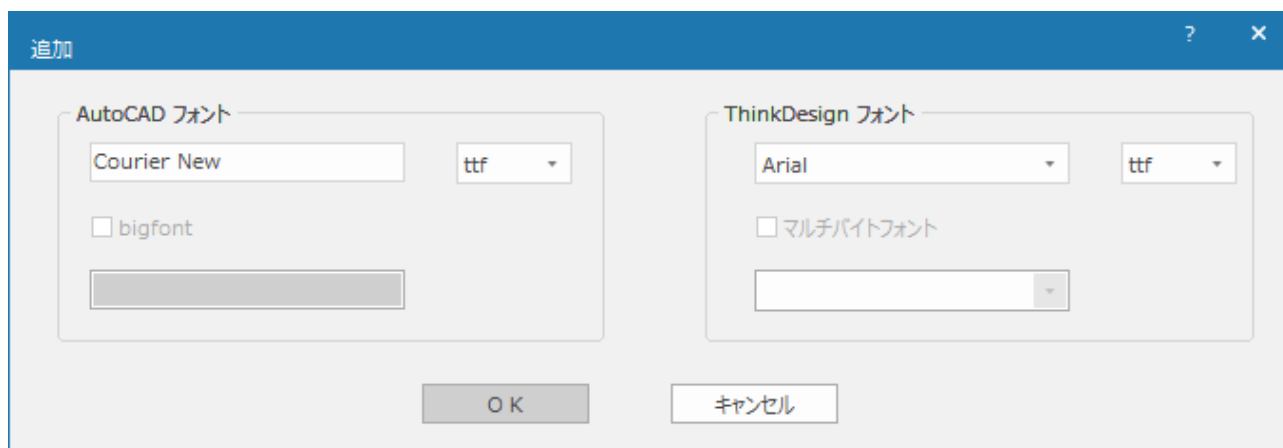 追加
?
AutoCAD フォント
Courier New
ttf
bigfont
ThinkDesign フォント
Arial
ttf
マルチバイトフォント
OK
キャンセル